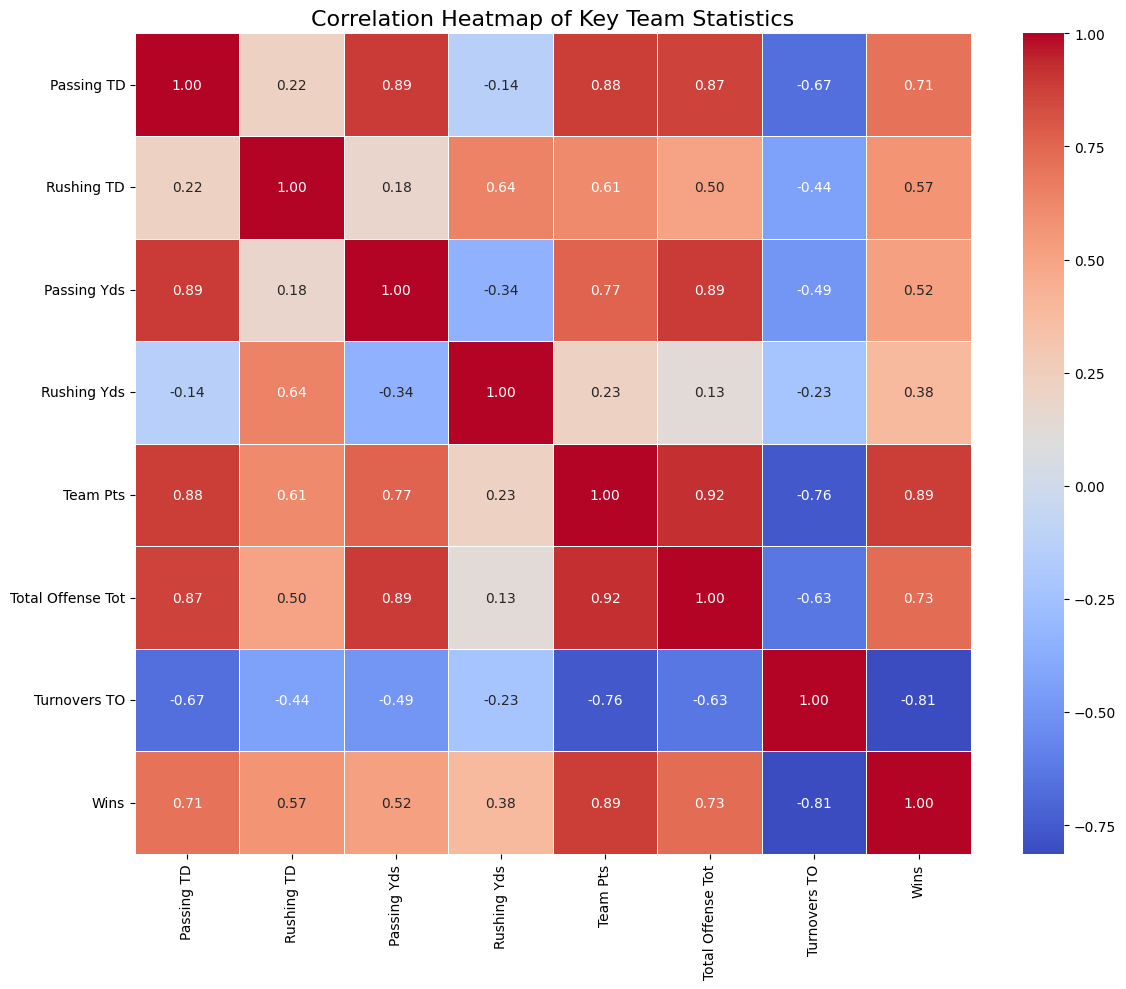 Correlation Heatmap of Key Team Statistics
Passing TD 1.00 0.22 0.89 -0.14 0.88 0.87 -0.67 0.71
Rushing TD 0.22 1.00 0.18 0.64 0.61 0.50 -0.44 0.57
Passing Yds 0.89 0.18 1.00 -0.34 0.77 0.89 -0.49 0.52
Rushing Yds -0.14 0.64 -0.34 1.00 0.23 0.13 -0.23 0.38
Team Pts 0.88 0.61 0.77 0.23 1.00 0.92 -0.76 0.89
Total Offense Tot 0.87 0.50 0.89 0.13 0.92 1.00 -0.63 0.73
Turnovers TO -0.67 -0.44 -0.49 -0.23 -0.76 -0.63 1.00 -0.81
Wins 0.71 0.57 0.52 0.38 0.89 0.73 -0.81 1.00
Passing TD
Rushing TD
Passing Yds
Rushing Yds
Team Pts
Total Offense Tot
Turnovers TO
Wins
1.00
0.75
0.50
0.25
0.00
−0.25
−0.50
−0.75